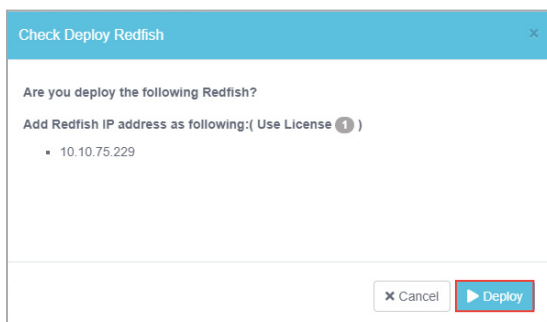 Check Deploy Redfish ×
Are you deploy the following Redfish?
Add Redfish IP address as following:( Use License 1 )
▪ 10.10.75.229
✕ Cancel ▶ Deploy